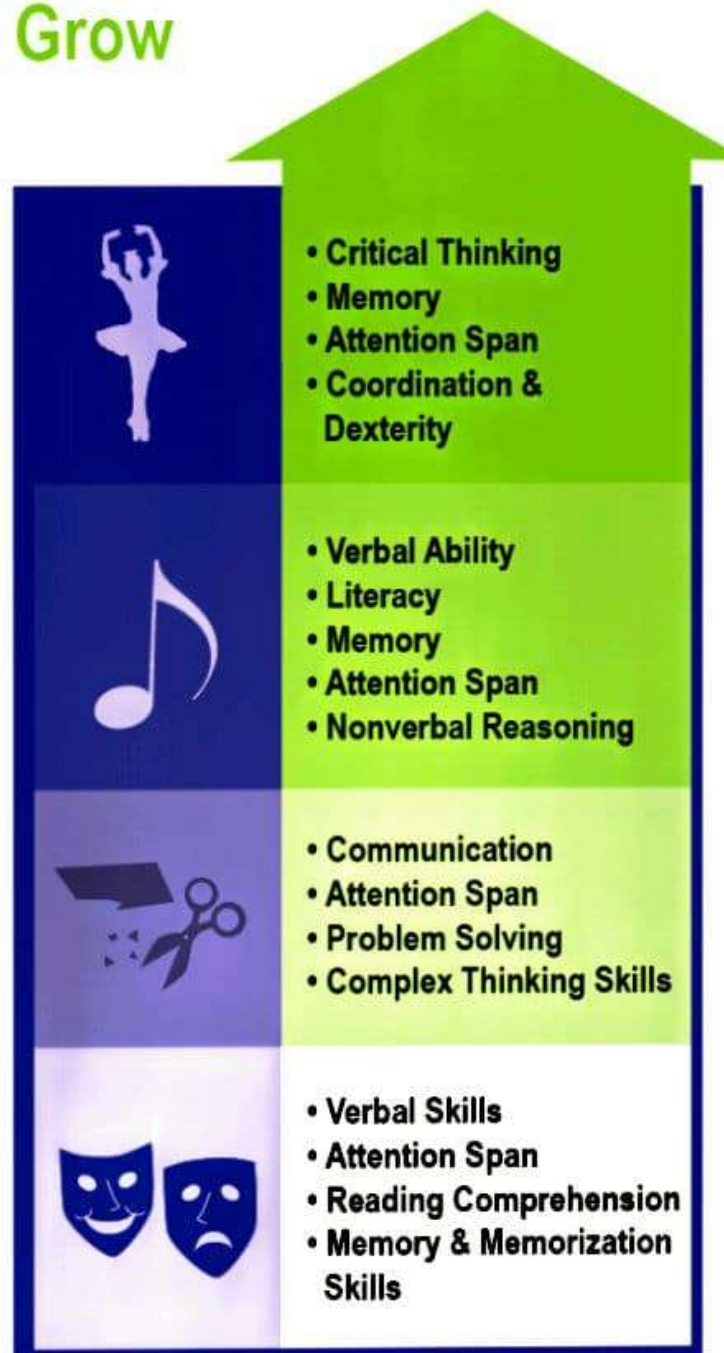 Grow
• Critical Thinking
• Memory
• Attention Span
• Coordination &
Dexterity
• Verbal Ability
• Literacy
• Memory
• Attention Span
• Nonverbal Reasoning
• Communication
• Attention Span
• Problem Solving
• Complex Thinking Skills
• Verbal Skills
• Attention Span
• Reading Comprehension
• Memory & Memorization
Skills